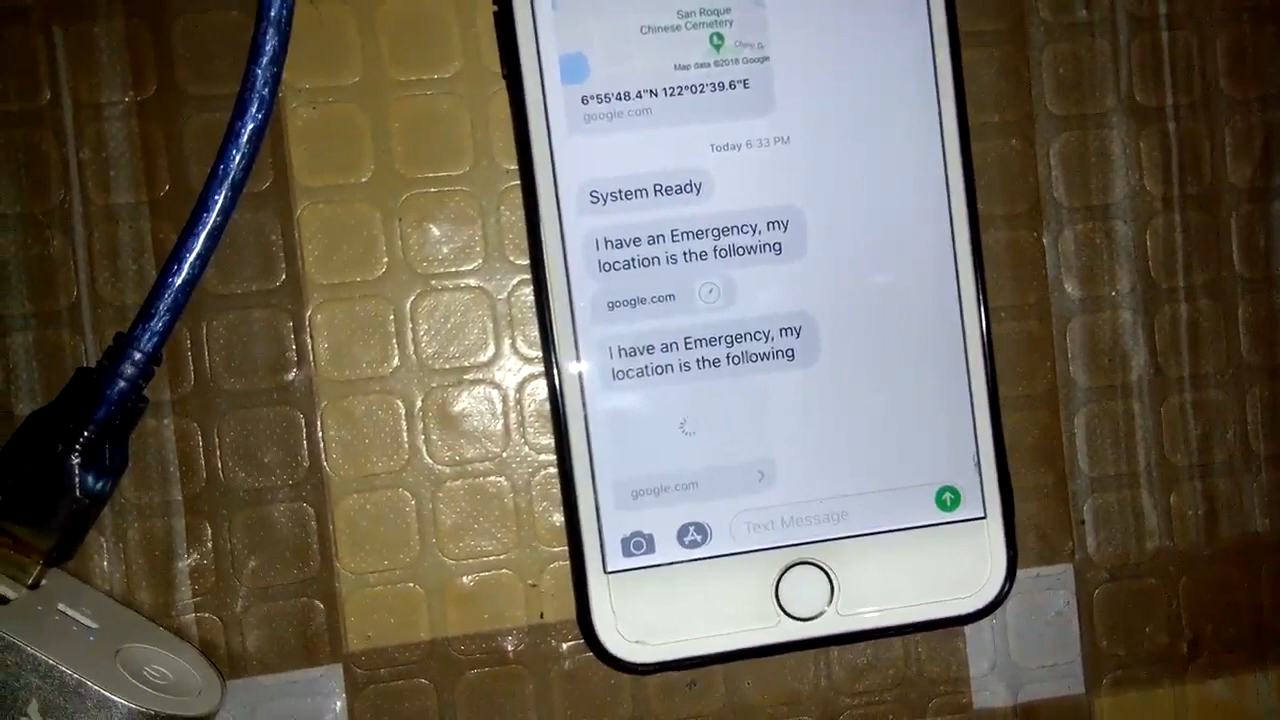 San Roque
Chinese Cemetery
Map data ©2018 Google
6°55'48.4"N 122°02'39.6"E
google.com
Today 6:33 PM
System Ready
I have an Emergency, my
location is the following
google.com
I have an Emergency, my
location is the following
google.com
Text Message